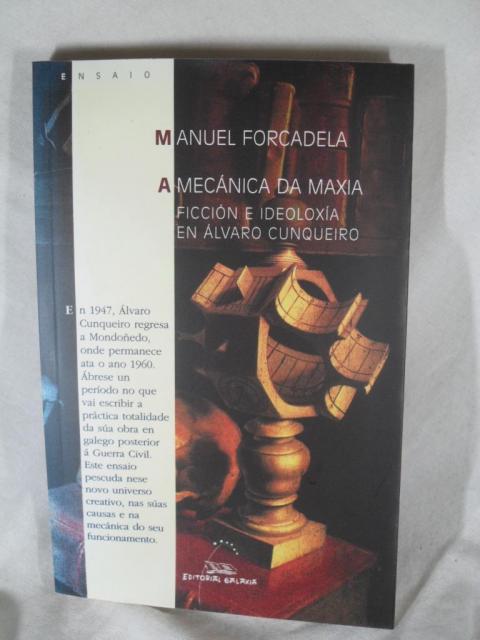 ENSAIO
MANUEL FORCADELA
A MECÁNICA DA MAXIA
FICCIÓN E IDEOLOXÍA
EN ÁLVARO CUNQUEIRO
En 1947, Álvaro
Cunqueiro regresa
a Mondoñedo,
onde permanece
ata o ano 1960.
Ábrese un
período no que
vai escribir a
práctica totalidade
da súa obra en
galego posterior
á Guerra Civil.
Este ensaio
pescuda nese
novo universo
creativo, nas súas
causas e na
mecánica do seu
funcionamento.
EDITORIAL GALAXIA